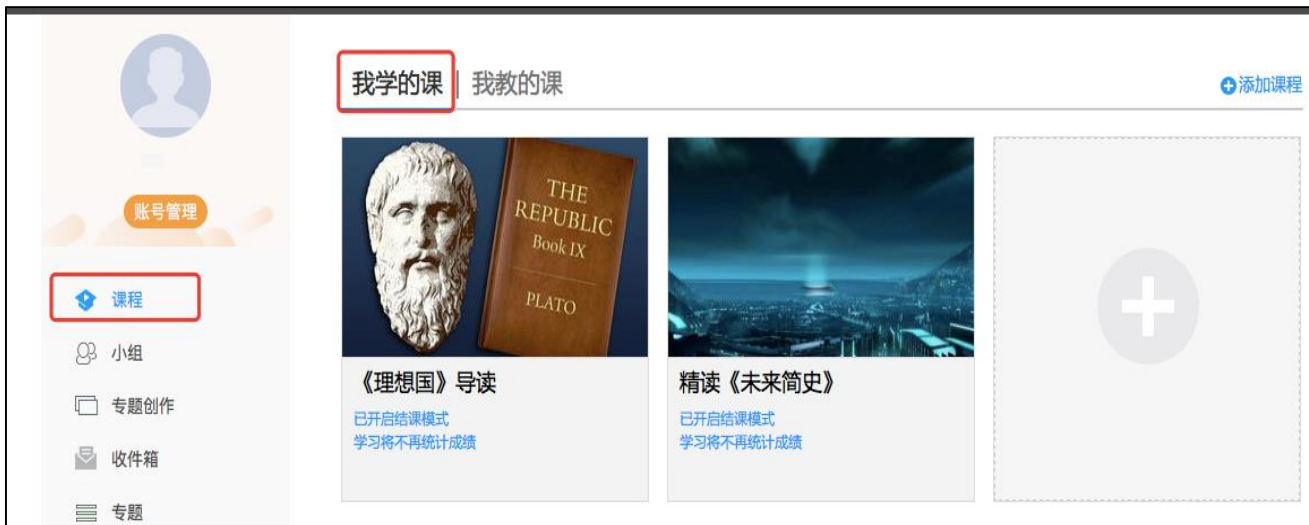 账号管理
课程
小组
专题创作
收件箱
专题
我学的课 | 我教的课
添加课程
THE
REPUBLIC
Book IX
PLATO
《理想国》导读
已开启结课模式
学习将不再统计成绩
精读《未来简史》
已开启结课模式
学习将不再统计成绩